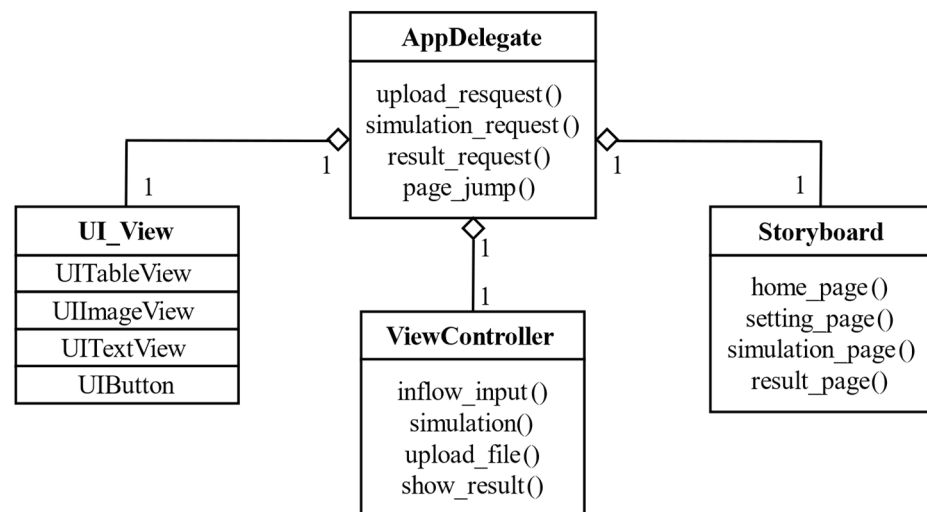 AppDelegate
upload_resquest()
simulation_request()
result_request()
page_jump()
1
1
1
1
1
1
UI_View
UITableView
UIImageView
UITextView
UIButton
ViewController
inflow_input()
simulation()
upload_file()
show_result()
Storyboard
home_page()
setting_page()
simulation_page()
result_page()